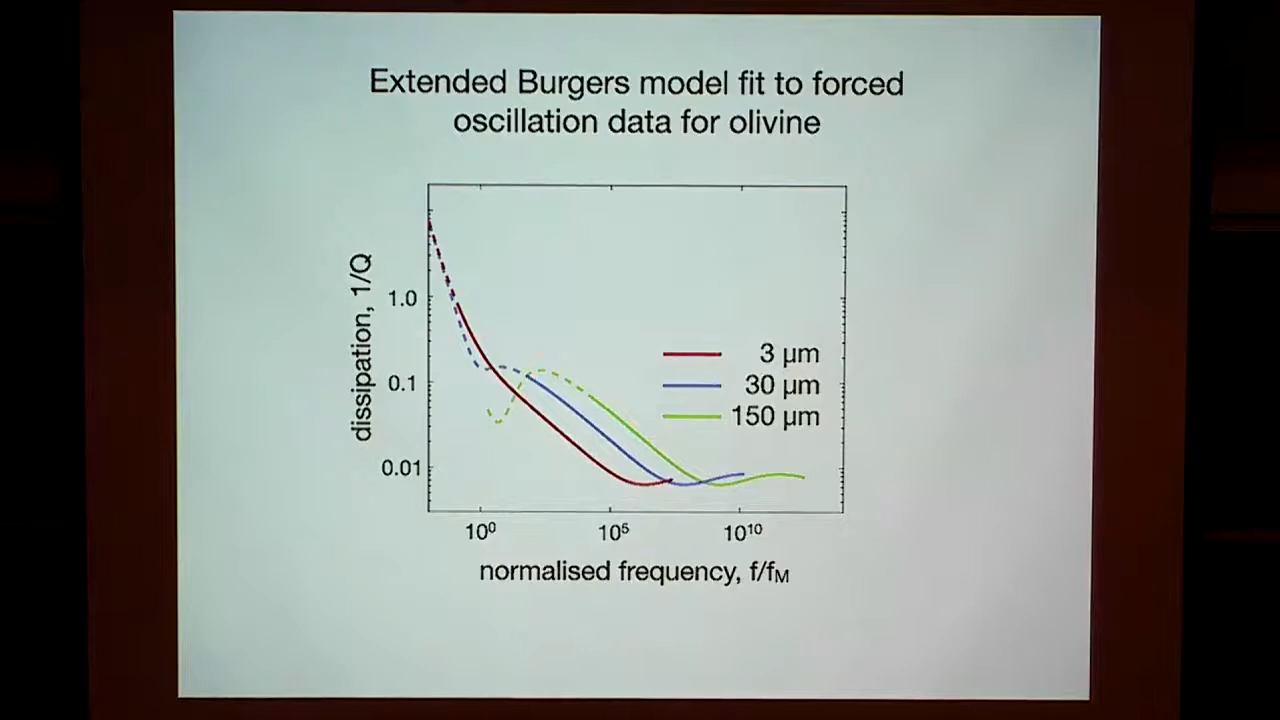 Extended Burgers model fit to forced
oscillation data for olivine
dissipation, 1/Q
1.0
0.1
0.01
3 µm
30 µm
150 µm
10⁰
10⁵
10¹⁰
normalised frequency, f/fM